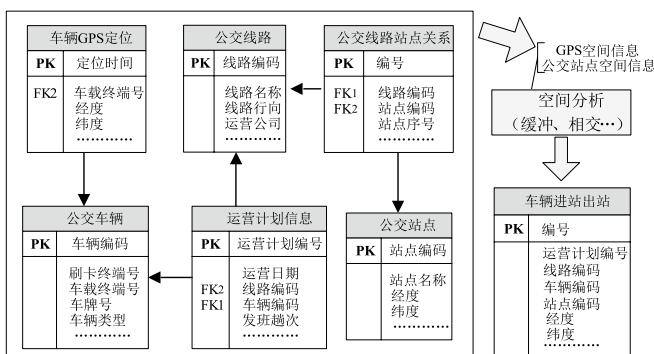 车辆GPS定位
PK 定位时间
FK2 车载终端号
经度
纬度
…………
公交线路
PK 线路编码
线路名称
线路行向
运营公司
…………
公交线路站点关系
PK 编号
FK1 线路编码
FK2 站点编码
站点序号
…………
GPS空间信息
公交站点空间信息
空间分析
（缓冲、相交…）
公交车辆
PK 车辆编码
刷卡终端号
车载终端号
车牌号
车辆类型
…………
运营计划信息
PK 运营计划编号
运营日期
FK2 线路编码
FK1 车辆编码
发班趟次
…………
公交站点
PK 站点编码
站点名称
经度
纬度
…………
车辆进站出站
PK 编号
运营计划编号
线路编码
车辆编码
站点编码
经度
纬度
…………